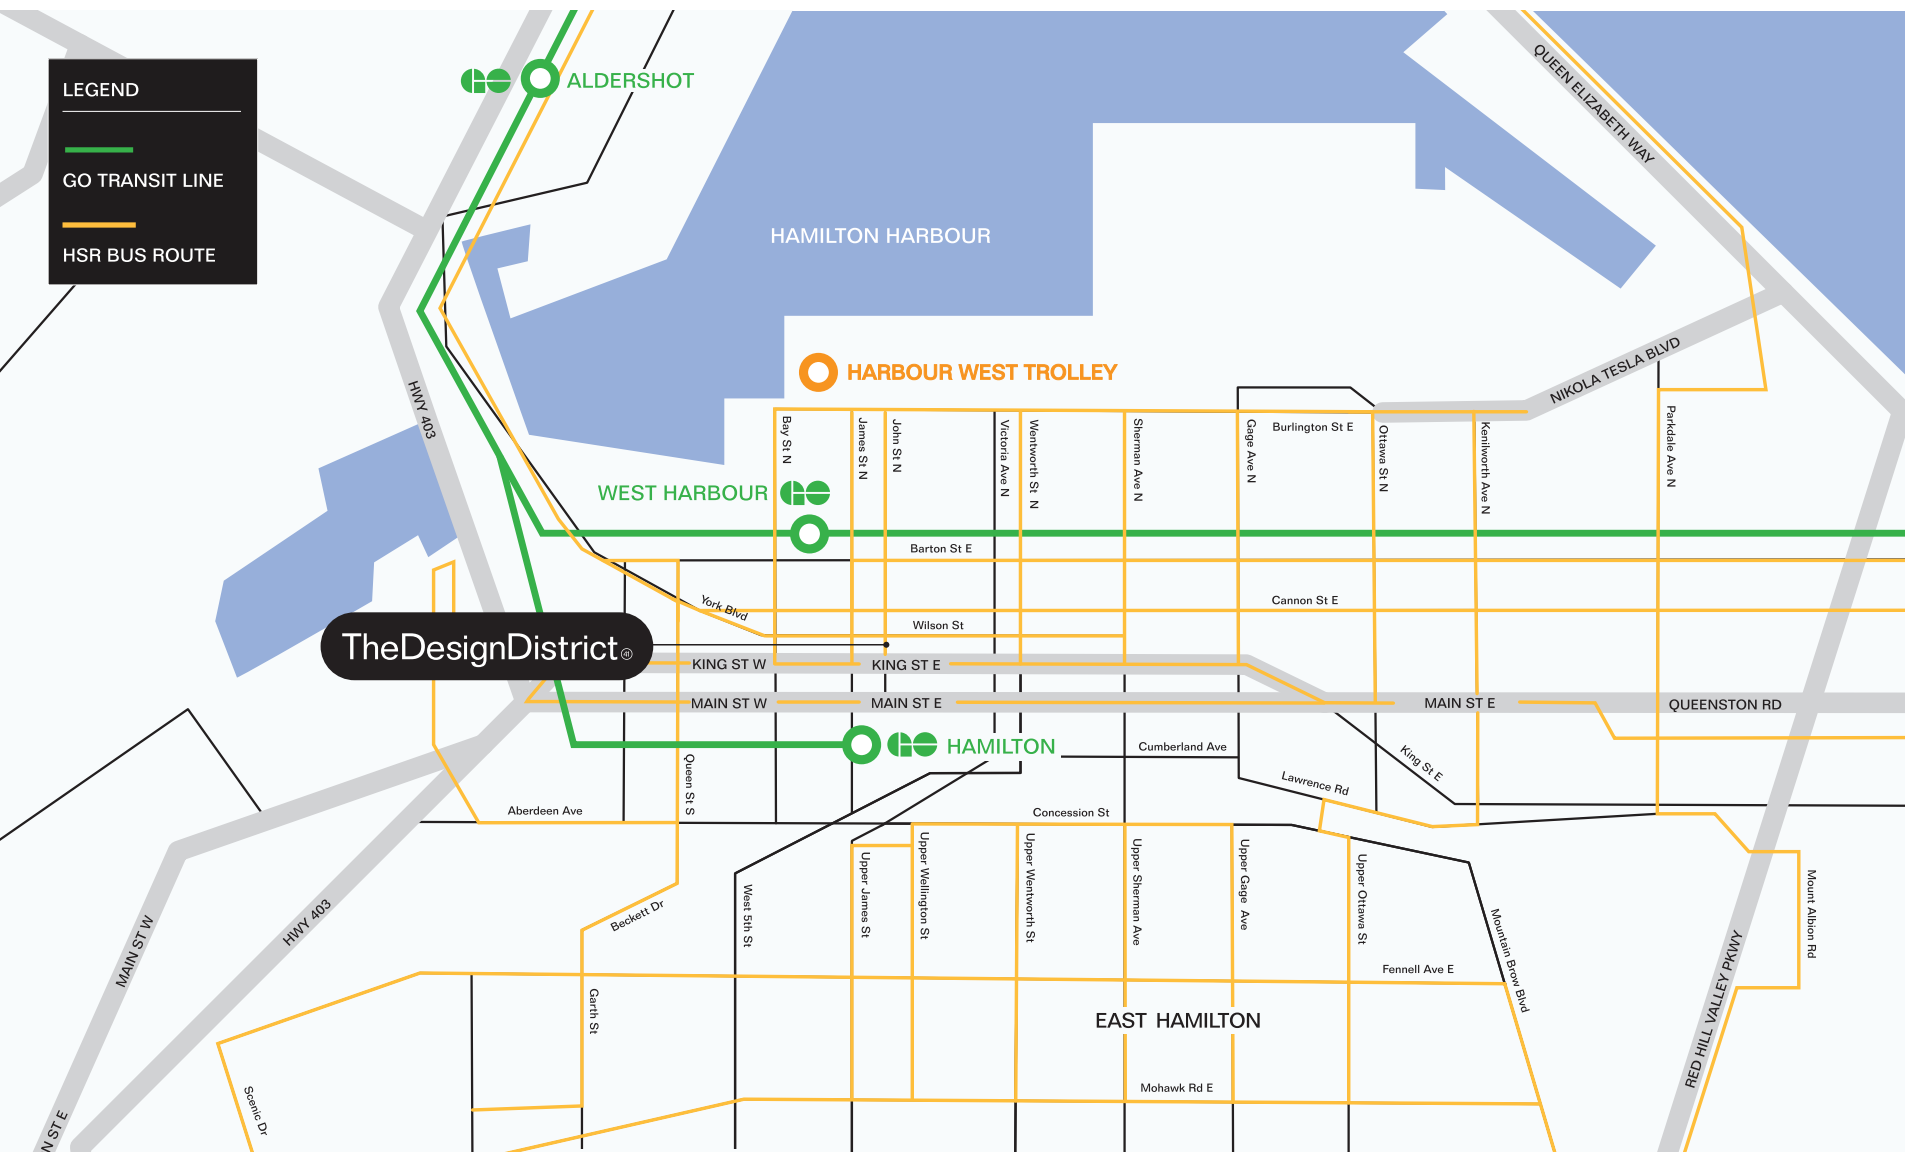 LEGEND
GO TRANSIT LINE
HSR BUS ROUTE
ALDERSHOT
QUEEN ELIZABETH WAY
HAMILTON HARBOUR
HARBOUR WEST TROLLEY
NIKOLA TESLA BLVD
HWY 403
Bay St N
James St N
John St N
Victoria Ave N
Wentworth St N
Sherman Ave N
Gage Ave N
Burlington St E
Ottawa St N
Kenilworth Ave N
Parkdale Ave N
WEST HARBOUR
Barton St E
York Blvd
Cannon St E
Wilson St
TheDesignDistrict
KING ST W
KING ST E
MAIN ST W
MAIN ST E
MAIN ST E
QUEENSTON RD
HAMILTON
Cumberland Ave
King St E
Queen St S
Lawrence Rd
Aberdeen Ave
Concession St
Upper James St
Upper Wellington St
Upper Wentworth St
Upper Sherman Ave
Upper Gage Ave
Upper Ottawa St
Mount Albion Rd
West 5th St
Beckett Dr
HWY 403
MAIN ST W
Mountain Brow Blvd
RED HILL VALLEY PKWY
Fennell Ave E
Garth St
EAST HAMILTON
Mohawk Rd E
Scenic Dr
N ST E